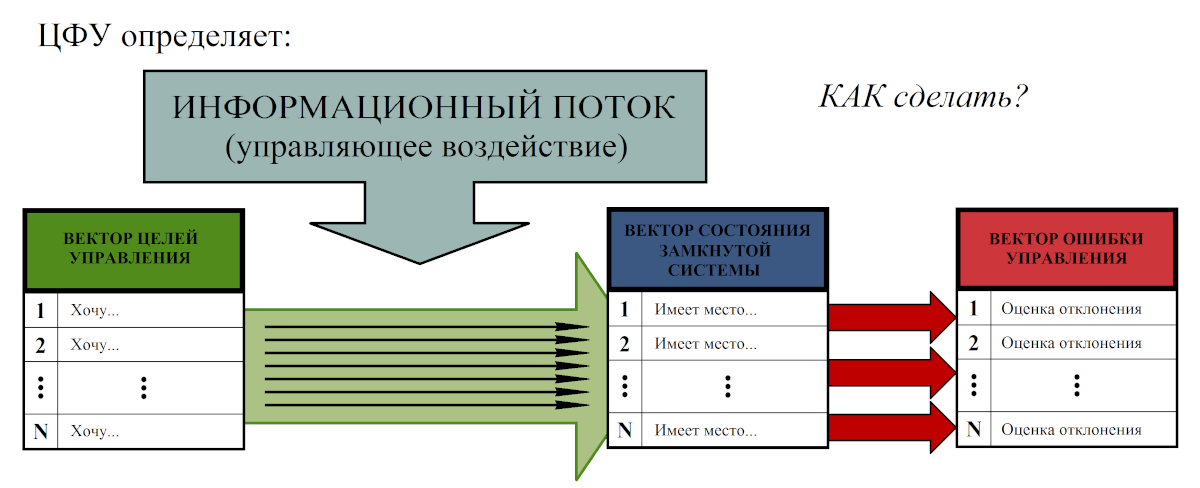 ЦФУ определяет:
ИНФОРМАЦИОННЫЙ ПОТОК
(управляющее воздействие)
КАК сделать?
ВЕКТОР ЦЕЛЕЙ
УПРАВЛЕНИЯ
1 Хочу...
2 Хочу...
N Хочу...
ВЕКТОР СОСТОЯНИЯ
ЗАМКНУТОЙ
СИСТЕМЫ
1 Имеет место...
2 Имеет место...
N Имеет место...
ВЕКТОР ОШИБКИ
УПРАВЛЕНИЯ
1 Оценка отклонения
2 Оценка отклонения
N Оценка отклонения